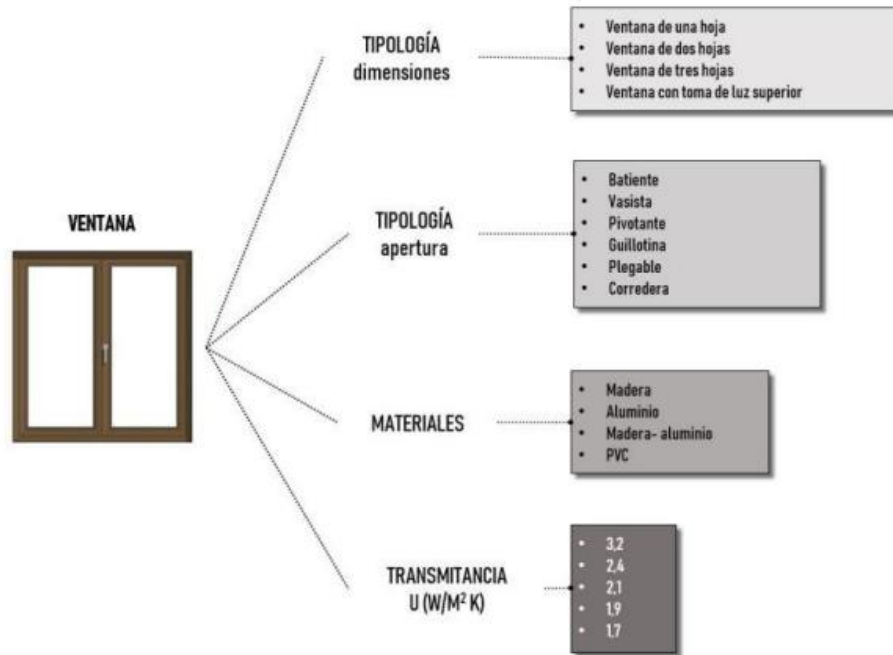 VENTANA
TIPOLOGÍA
dimensiones
• Ventana de una hoja
• Ventana de dos hojas
• Ventana de tres hojas
• Ventana con toma de luz superior
TIPOLOGÍA
apertura
• Batiente
• Vasista
• Pivotante
• Guillotina
• Plegable
• Corredera
MATERIALES
• Madera
• Aluminio
• Madera- aluminio
• PVC
TRANSMITANCIA
U (W/M² K)
• 3,2
• 2,4
• 2,1
• 1,9
• 1,7